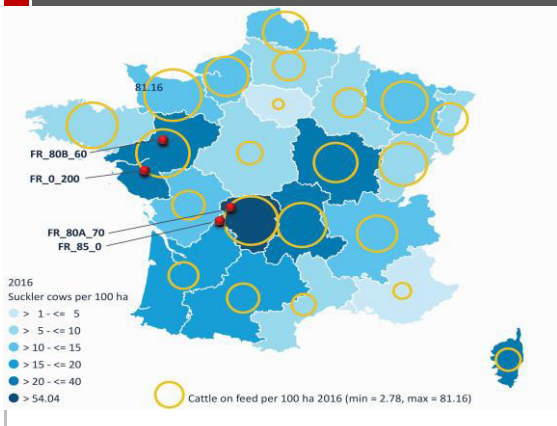 81.16
FR_80B_60
FR_0_200
FR_80A_70
FR_85_0
2016
Suckler cows per 100 ha
> 1 - <= 5
> 5 - <= 10
> 10 - <= 15
> 15 - <= 20
> 20 - <= 40
> 54.04
Cattle on feed per 100 ha 2016 (min = 2.78, max = 81.16)